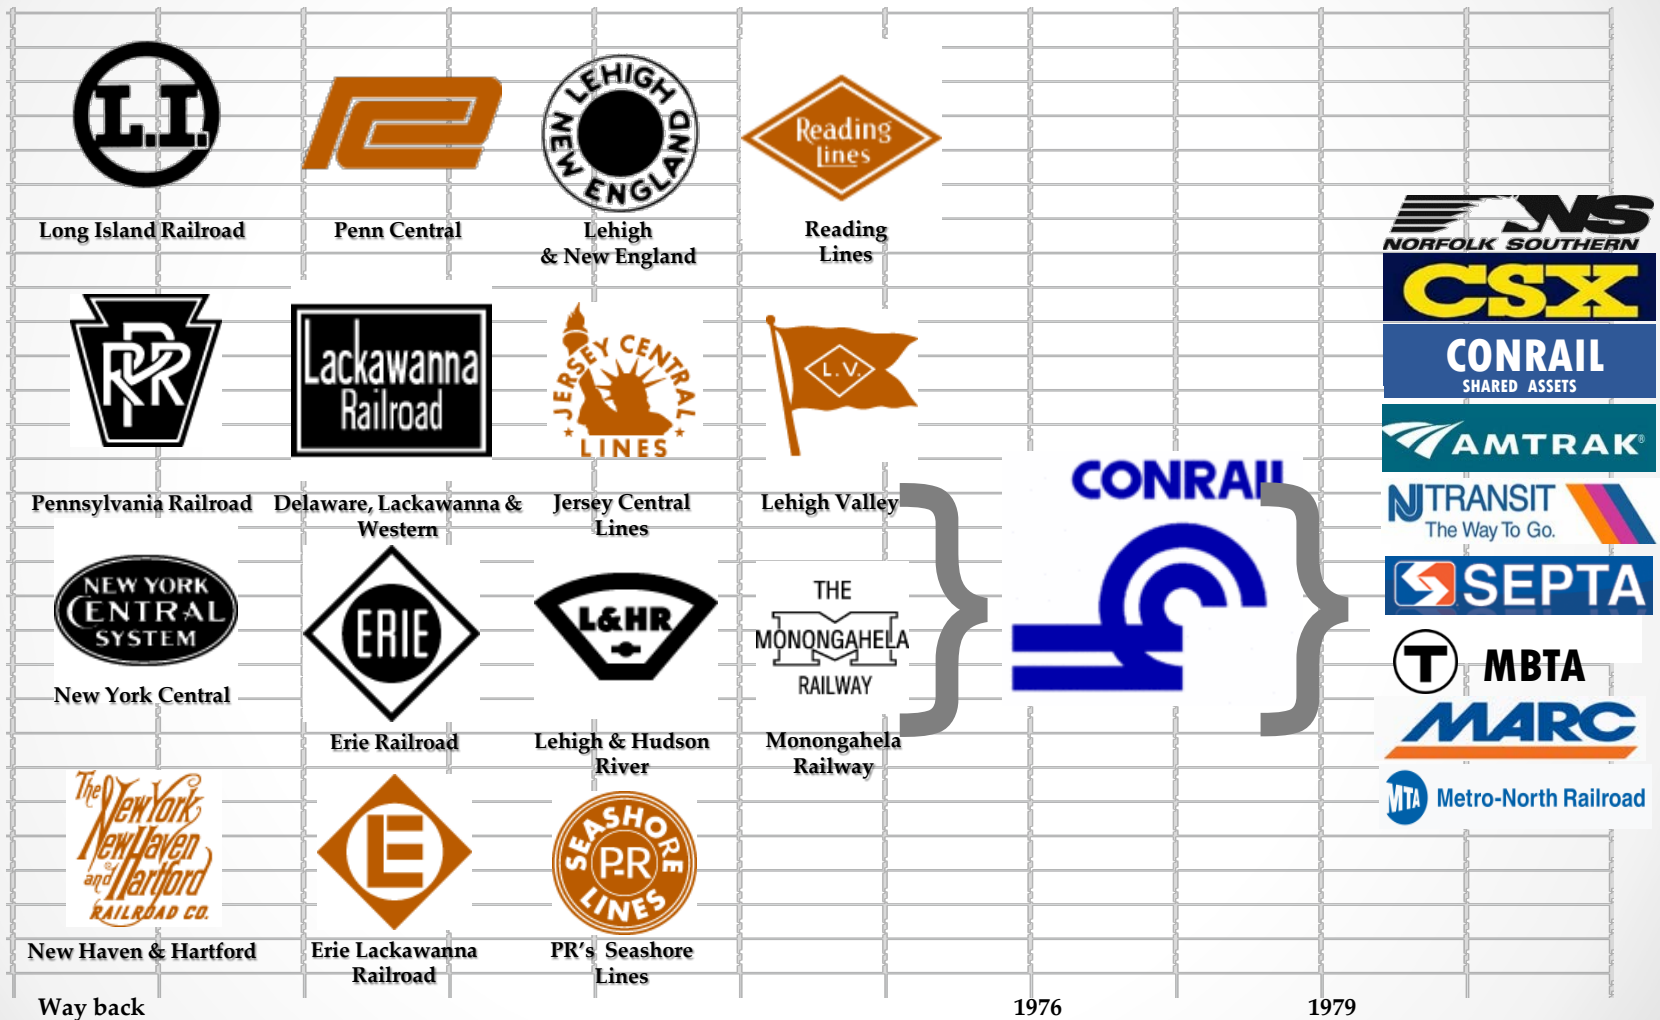 L.I.
Long Island Railroad
Penn Central
LEHIGH AND NEW ENGLAND
Lehigh
& New England
Reading
Lines
Reading
Lines
PRR
Pennsylvania Railroad
Lackawanna
Railroad
Delaware, Lackawanna &
Western
JERSEY CENTRAL
LINES
Jersey Central
Lines
L.V.
Lehigh Valley
NEW YORK
CENTRAL
SYSTEM
New York Central
ERIE
Erie Railroad
L&HR
Lehigh & Hudson
River
THE
MONONGAHELA
RAILWAY
M
Monongahela
Railway
The
New York
New Haven
and Hartford
RAILROAD CO.
New Haven & Hartford
E
Erie Lackawanna
Railroad
SEASHORE
P-R
LINES
PR's Seashore
Lines
CONRAIL
NS
NORFOLK SOUTHERN
CSX
CONRAIL
SHARED ASSETS
AMTRAK®
NJ TRANSIT
The Way To Go.
SEPTA
T MBTA
MARC
MTA Metro-North Railroad
Way back
1976
1979